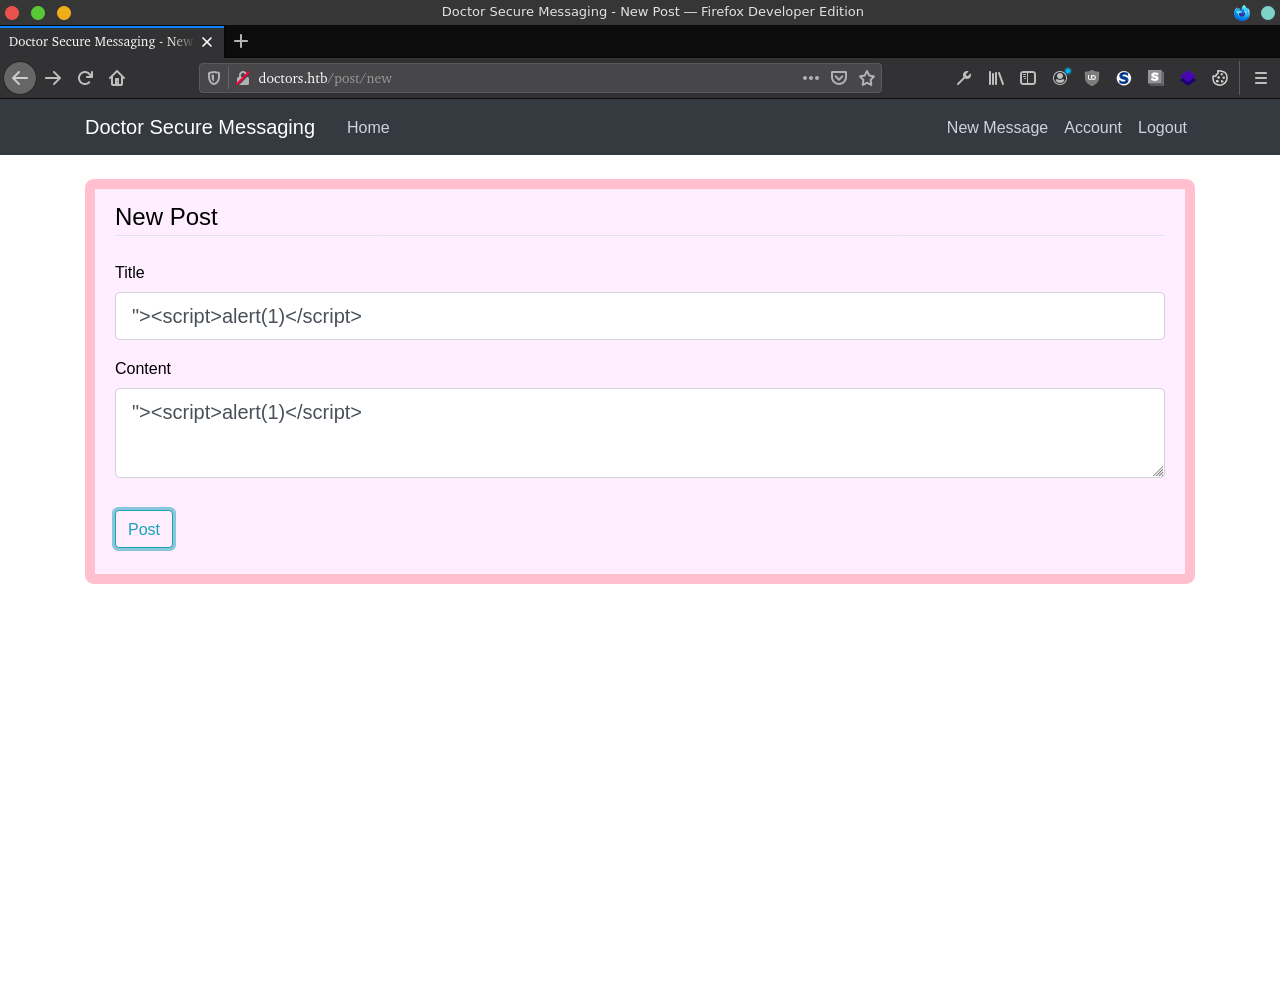 Doctor Secure Messaging - New Post — Firefox Developer Edition
Doctor Secure Messaging - New
doctors.htb/post/new
Doctor Secure Messaging Home New Message Account Logout
New Post
Title
"><script>alert(1)</script>
Content
"><script>alert(1)</script>
Post